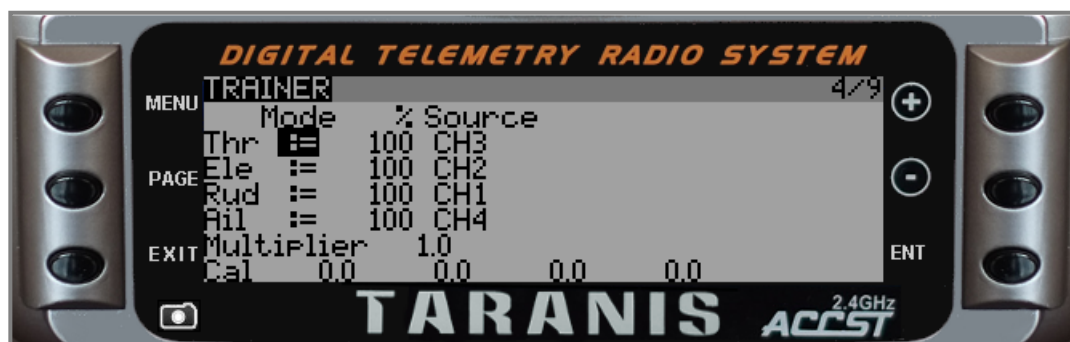 DIGITAL TELEMETRY RADIO SYSTEM
MENU
PAGE
EXIT
TRAINER 4/9
Mode % Source
Thr := 100 CH3
Ele := 100 CH2
Rud := 100 CH1
Ail := 100 CH4
Multiplier 1.0
Cal 0.0 0.0 0.0 0.0
+
-
ENT
TARANIS
ACCST 2.4GHz